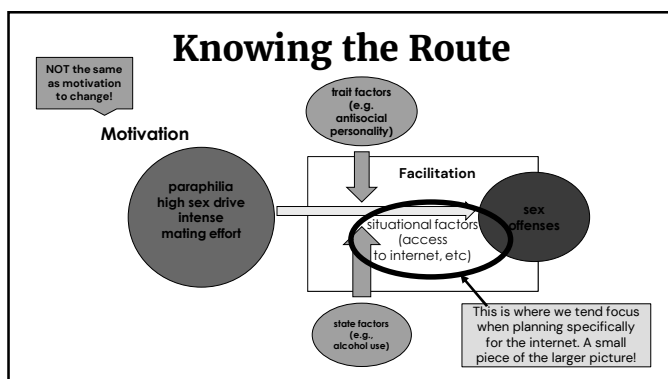 Knowing the Route
NOT the same
as motivation
to change!
trait factors
(e.g.
antisocial
personality)
Motivation
Facilitation
paraphilia
high sex drive
intense
mating effort
sex
offenses
situational factors
(access
to internet, etc)
state factors
(e.g.,
alcohol use)
This is where we tend focus
when planning specifically
for the internet. A small
piece of the larger picture!